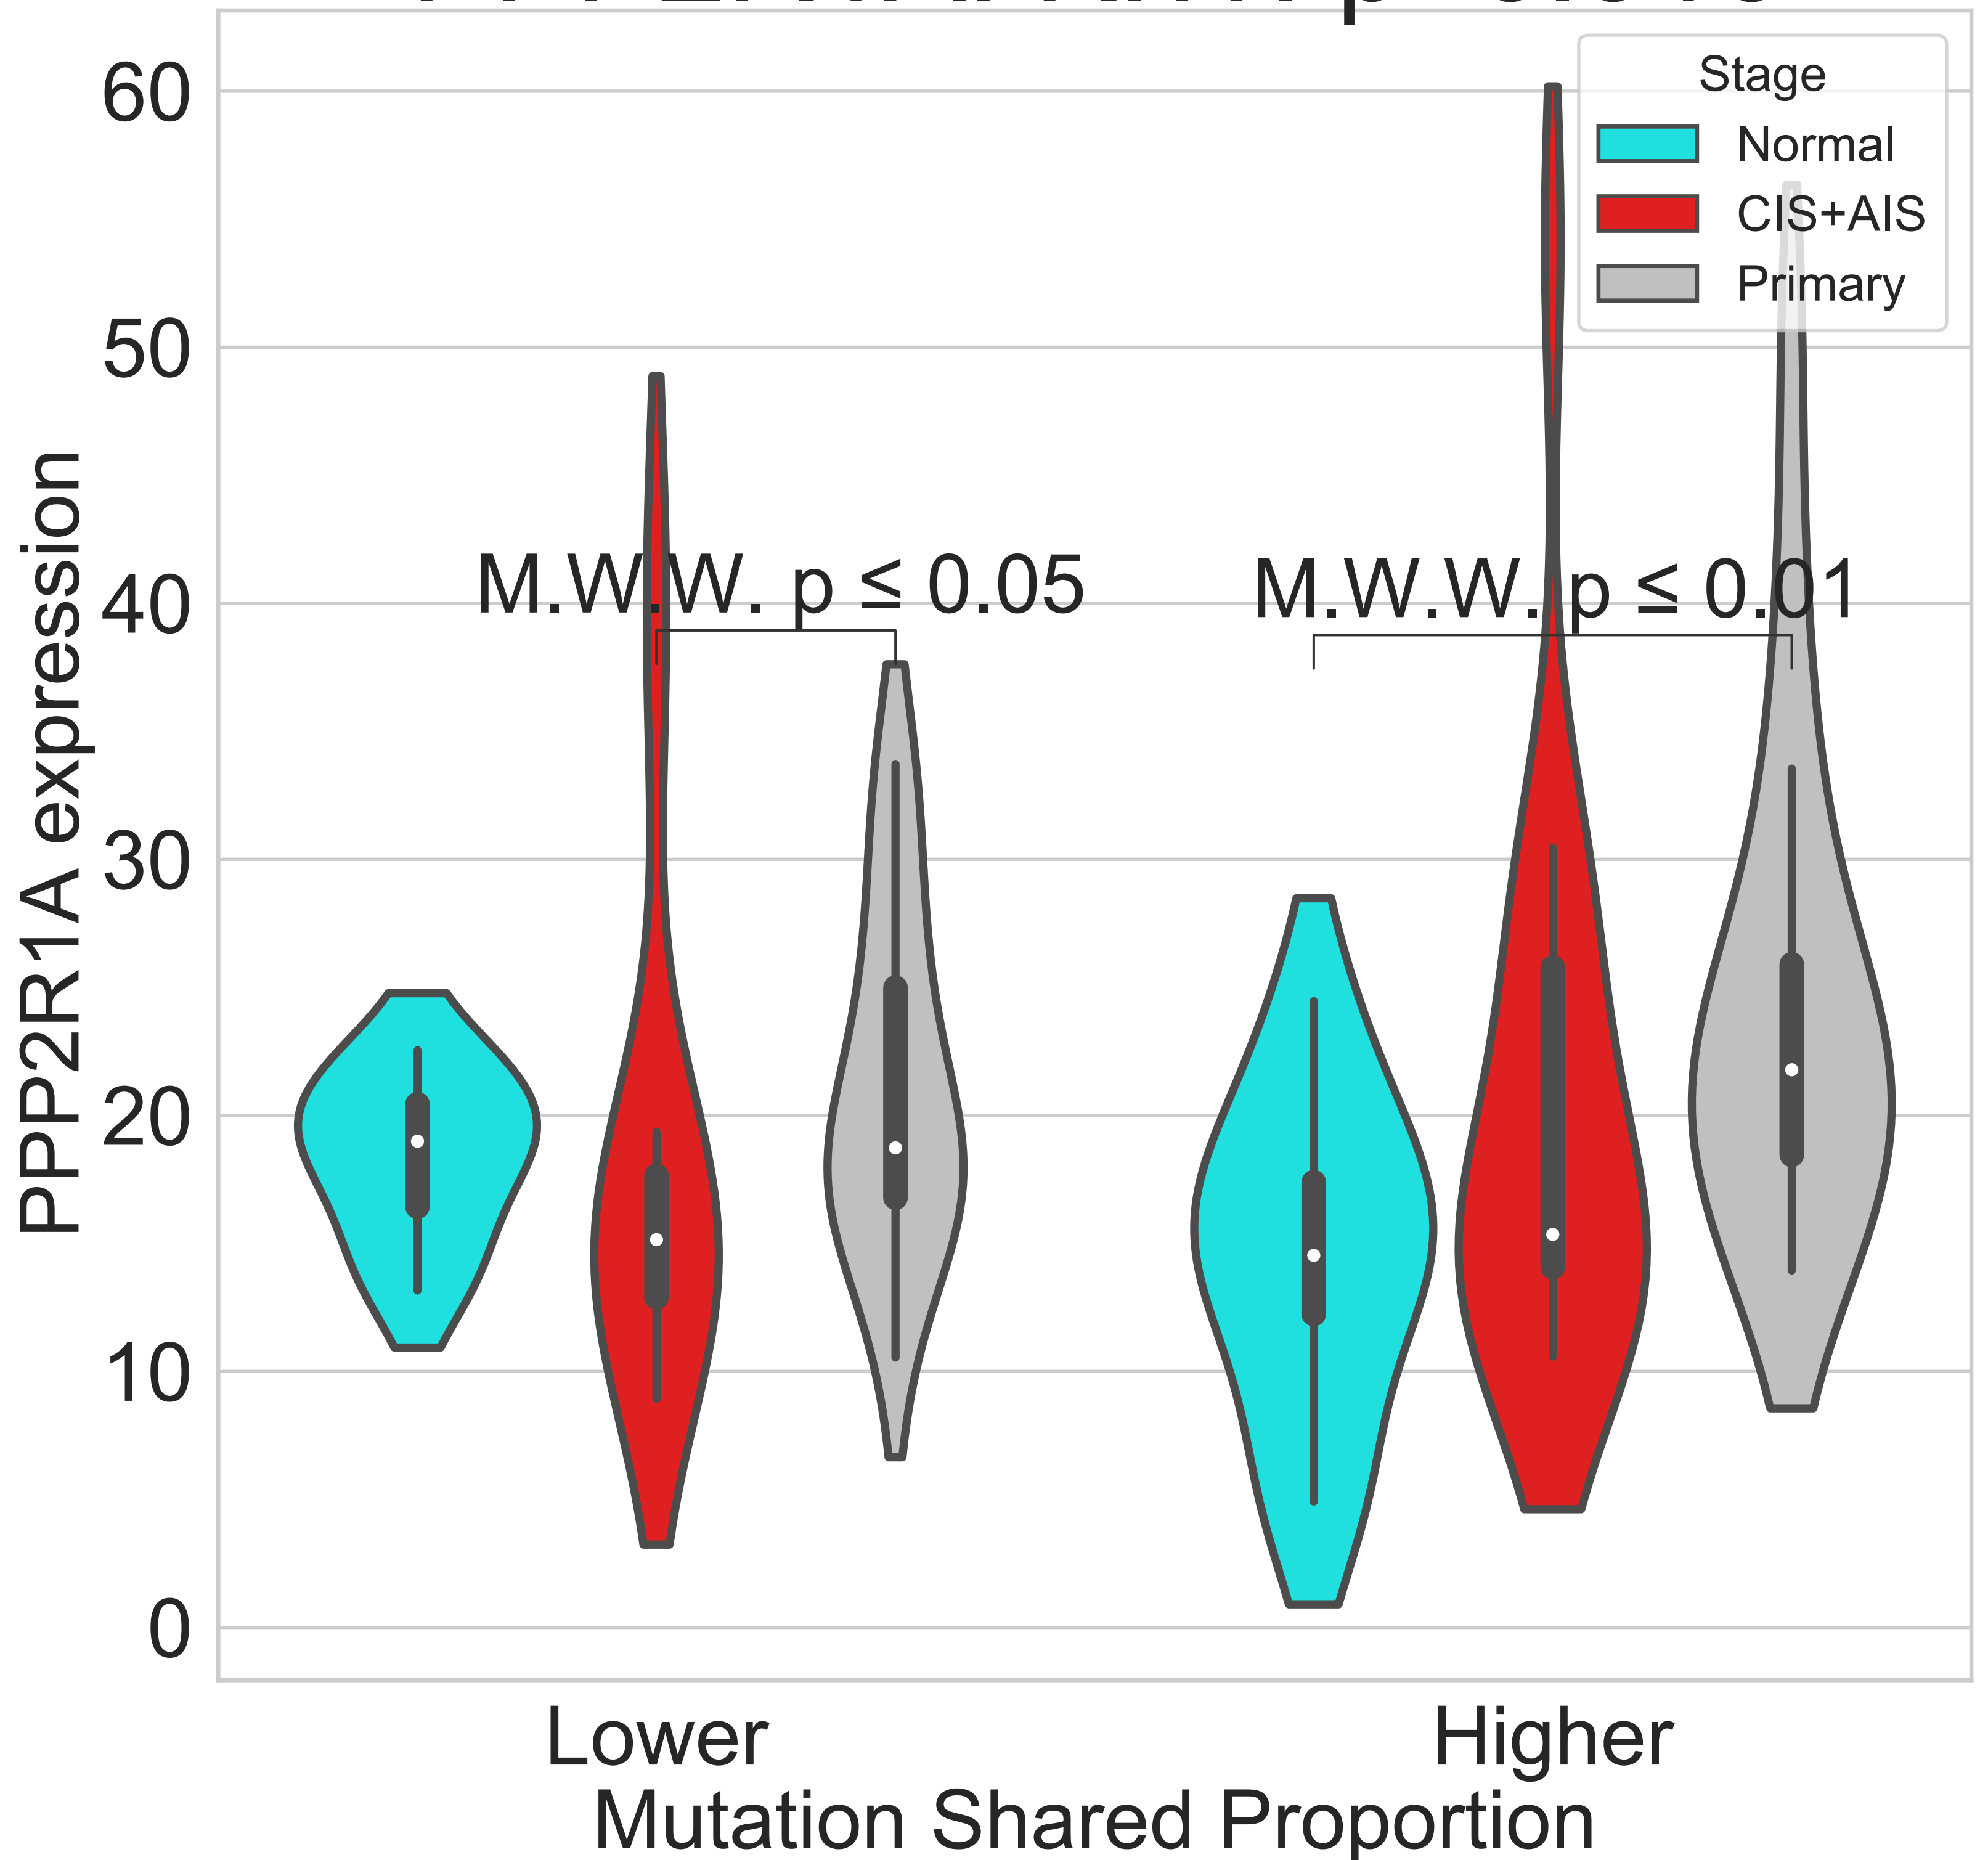 Stage
Normal
CIS+AIS
Primary
60
50
40
30
20
10
0
PPP2R1A expression
M.W.W. p ≤ 0.05
M.W.W. p ≤ 0.01
Lower
Higher
Mutation Shared Proportion